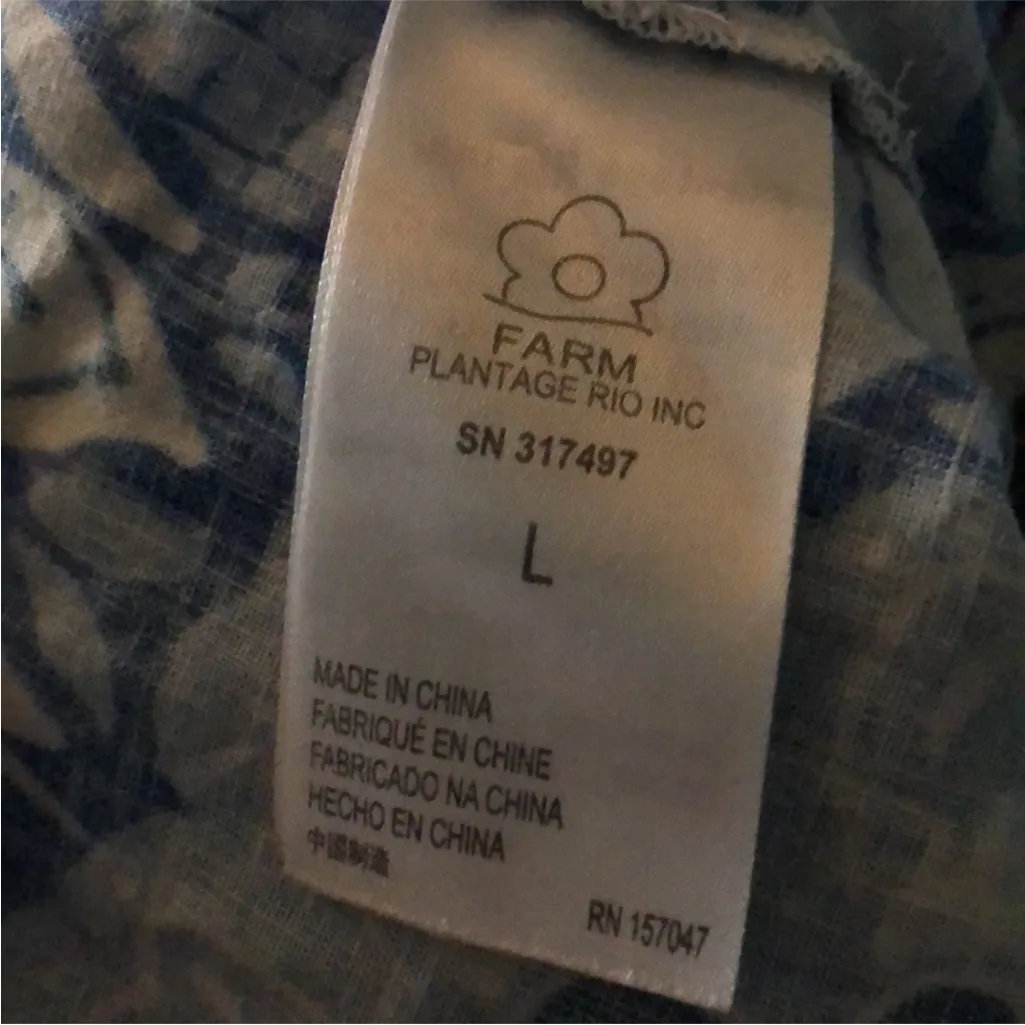 FARM
PLANTAGE RIO INC
SN 317497
L
MADE IN CHINA
FABRIQUÉ EN CHINE
FABRICADO NA CHINA
HECHO EN CHINA
中國制造
RN 157047